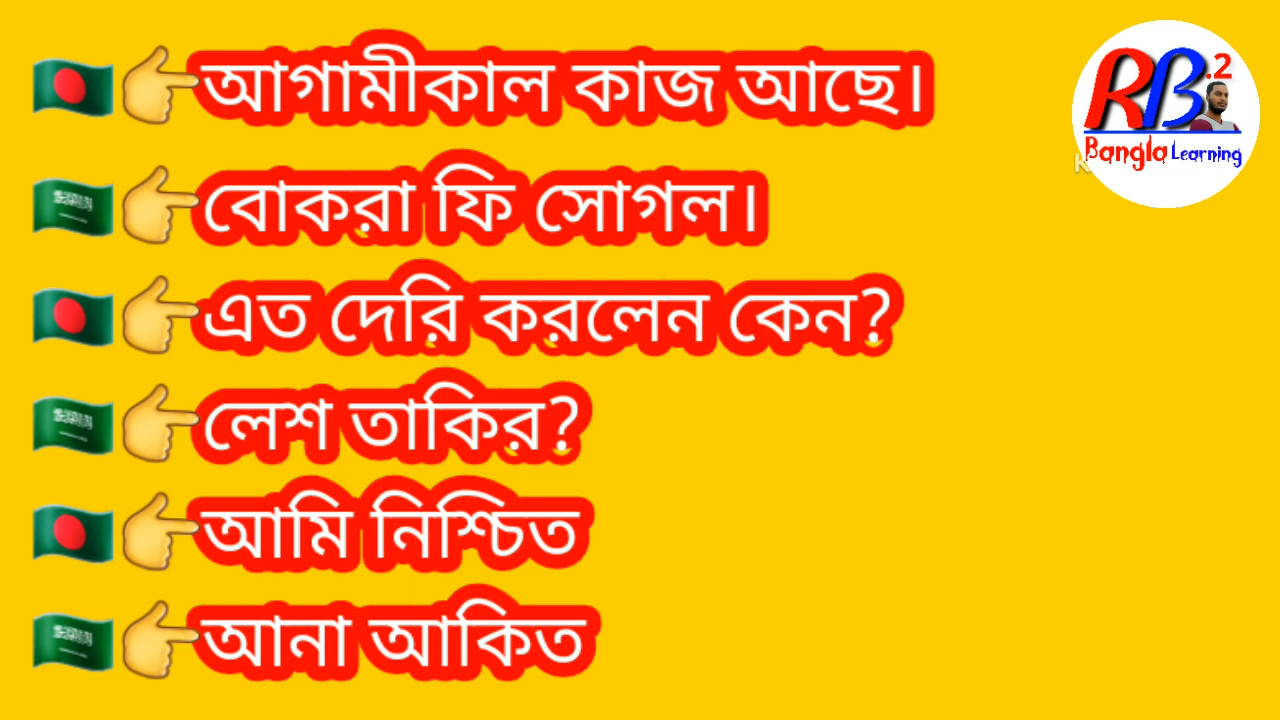 আগামীকাল কাজ আছে।
বোকরা ফি সোগল।
এত দেরি করলেন কেন?
লেশ তাকির?
আমি নিশ্চিত
আনা আকিত
RB.2
Bangla Learning